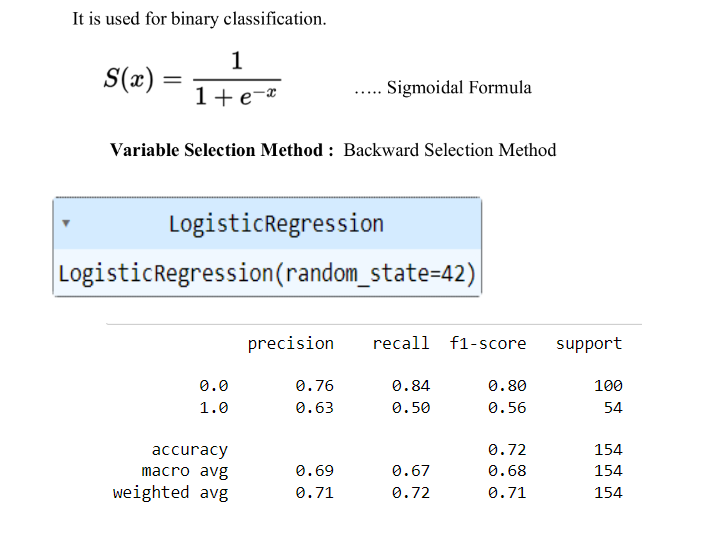 It is used for binary classification.
S(x) = 1 / (1 + e^{-x}) ..... Sigmoidal Formula
Variable Selection Method : Backward Selection Method
▾ LogisticRegression
LogisticRegression(random_state=42)
precision recall f1-score support
0.0 0.76 0.84 0.80 100
1.0 0.63 0.50 0.56 54
accuracy 0.72 154
macro avg 0.69 0.67 0.68 154
weighted avg 0.71 0.72 0.71 154